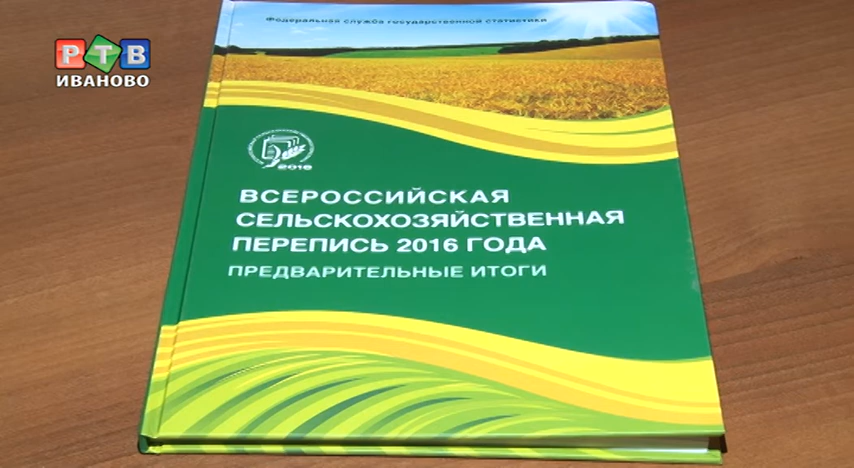 РТВ
ИВАНОВО
Федеральная служба государственной статистики
2016
ВСЕРОССИЙСКАЯ
СЕЛЬСКОХОЗЯЙСТВЕННАЯ
ПЕРЕПИСЬ 2016 ГОДА
ПРЕДВАРИТЕЛЬНЫЕ ИТОГИ